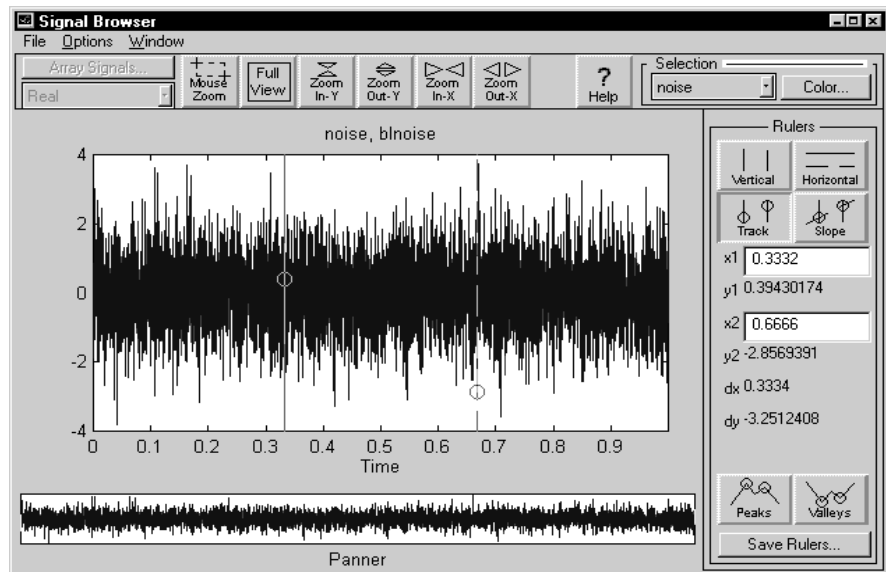 Signal Browser
File Options Window
Array Signals...
Real
Mouse Zoom
Full View
Zoom In-Y
Zoom Out-Y
Zoom In-X
Zoom Out-X
? Help
Selection
noise
Color...
noise, blnoise
4
2
0
-2
-4
0 0.1 0.2 0.3 0.4 0.5 0.6 0.7 0.8 0.9
Time
Panner
Rulers
Vertical
Horizontal
Track
Slope
x1 0.3332
y1 0.39430174
x2 0.6666
y2 -2.8569391
dx 0.3334
dy -3.2512408
Peaks
Valleys
Save Rulers...